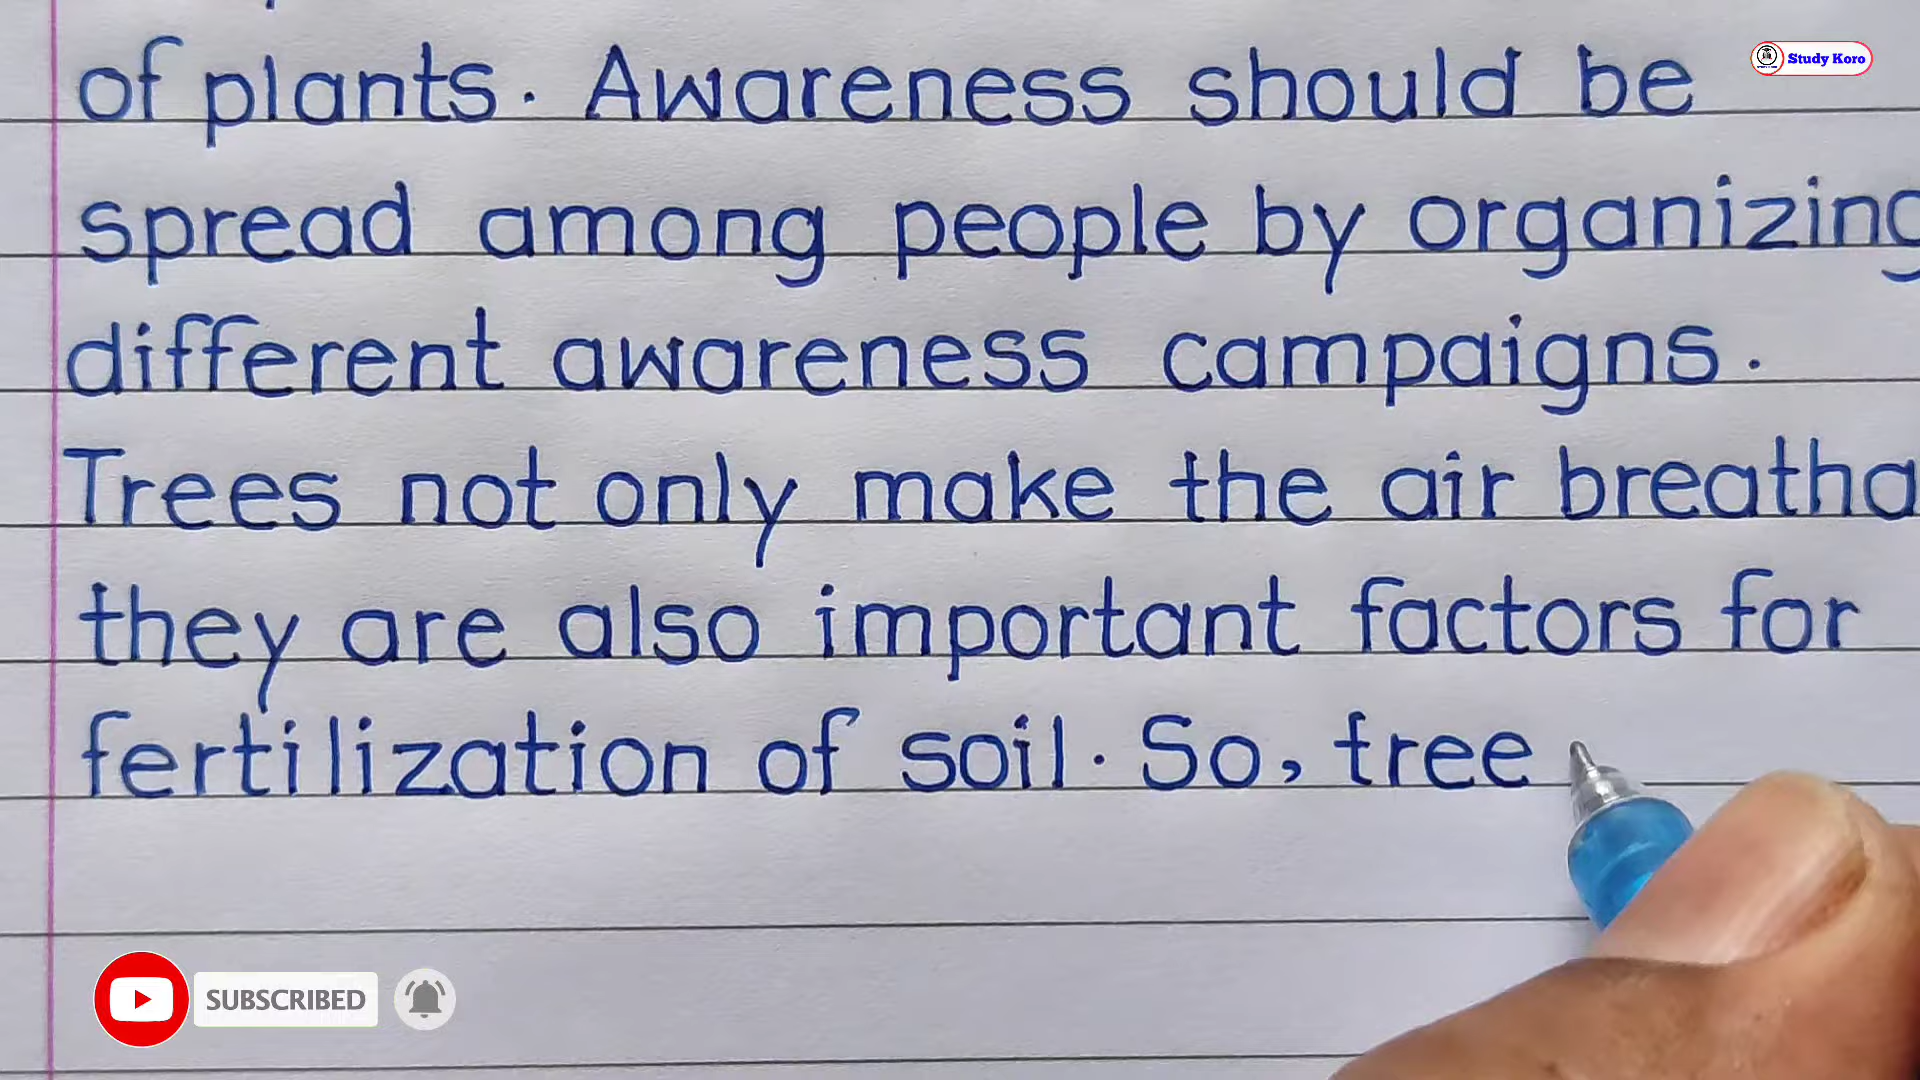 of plants. Awareness should be
Study Koro
spread among people by organizing
different awareness campaigns.
Trees not only make the air breatha
they are also important factors for
fertilization of soil. So, tree
SUBSCRIBED